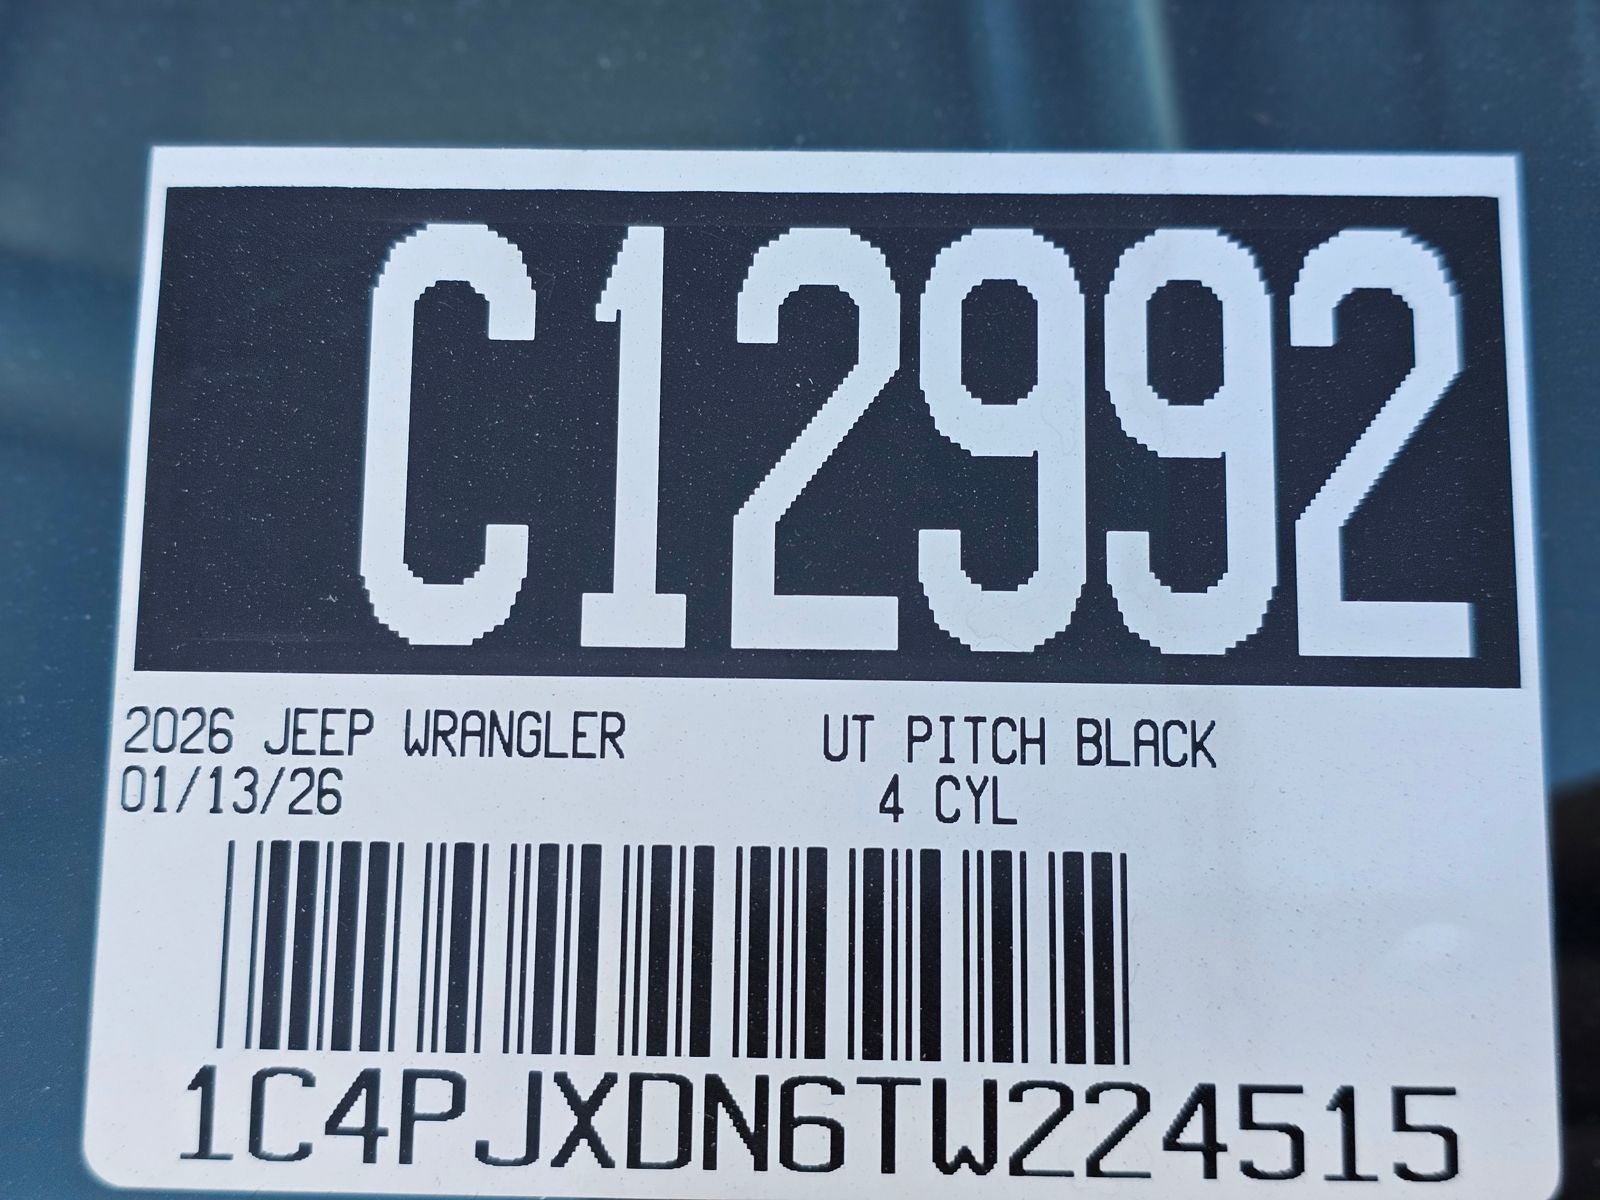 C12992
2026 JEEP WRANGLER UT PITCH BLACK
01/13/26 4 CYL
1C4PJXDN6TW224515